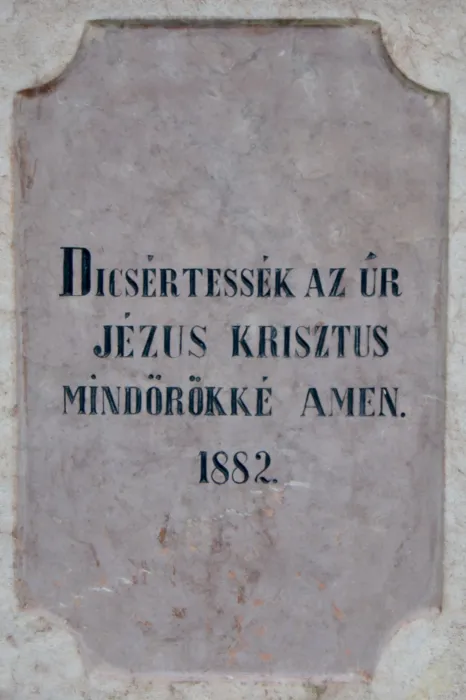 DICSÉRTESSÉK AZ ÚR
JÉZUS KRISZTUS
MINDÖRÖKKÉ AMEN.
1882.